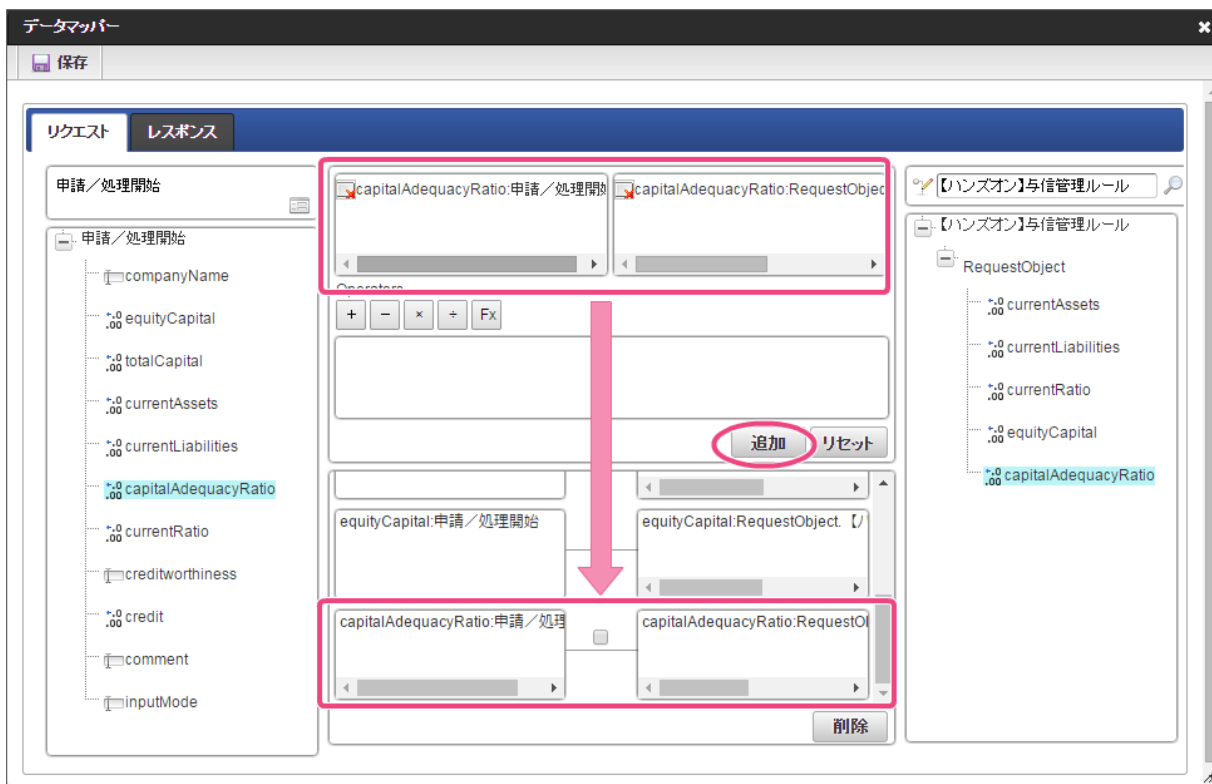 データマッパー
保存
リクエスト
レスポンス
申請／処理開始
申請／処理開始
companyName
equityCapital
totalCapital
currentAssets
currentLiabilities
capitalAdequacyRatio
currentRatio
creditworthiness
credit
comment
inputMode
capitalAdequacyRatio:申請／処理開始
capitalAdequacyRatio:RequestObjec
Operators
+ − × ÷ Fx
追加
リセット
equityCapital:申請／処理開始
equityCapital:RequestObject.【ハ
capitalAdequacyRatio:申請／処理
capitalAdequacyRatio:RequestOb
削除
【ハンズオン】与信管理ルール
【ハンズオン】与信管理ルール
RequestObject
currentAssets
currentLiabilities
currentRatio
equityCapital
capitalAdequacyRatio